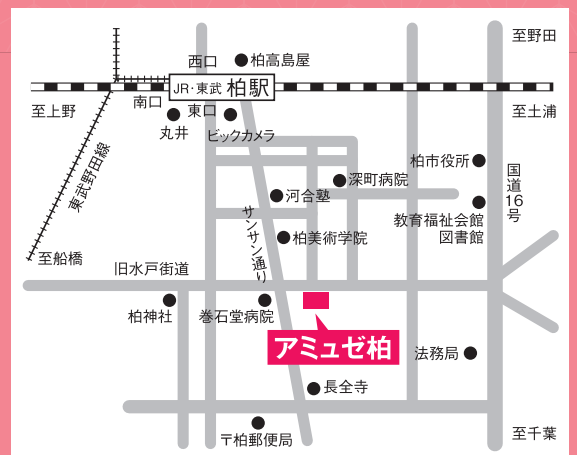 至野田
西口
柏高島屋
JR・東武 柏駅
至上野
南口
東口
至土浦
丸井
ビックカメラ
東武野田線
柏市役所
国道16号
深町病院
河合塾
教育福祉会館
図書館
サンサン通り
柏美術学院
至船橋
旧水戸街道
柏神社
巻石堂病院
アミュゼ柏
法務局
長全寺
〒柏郵便局
至千葉